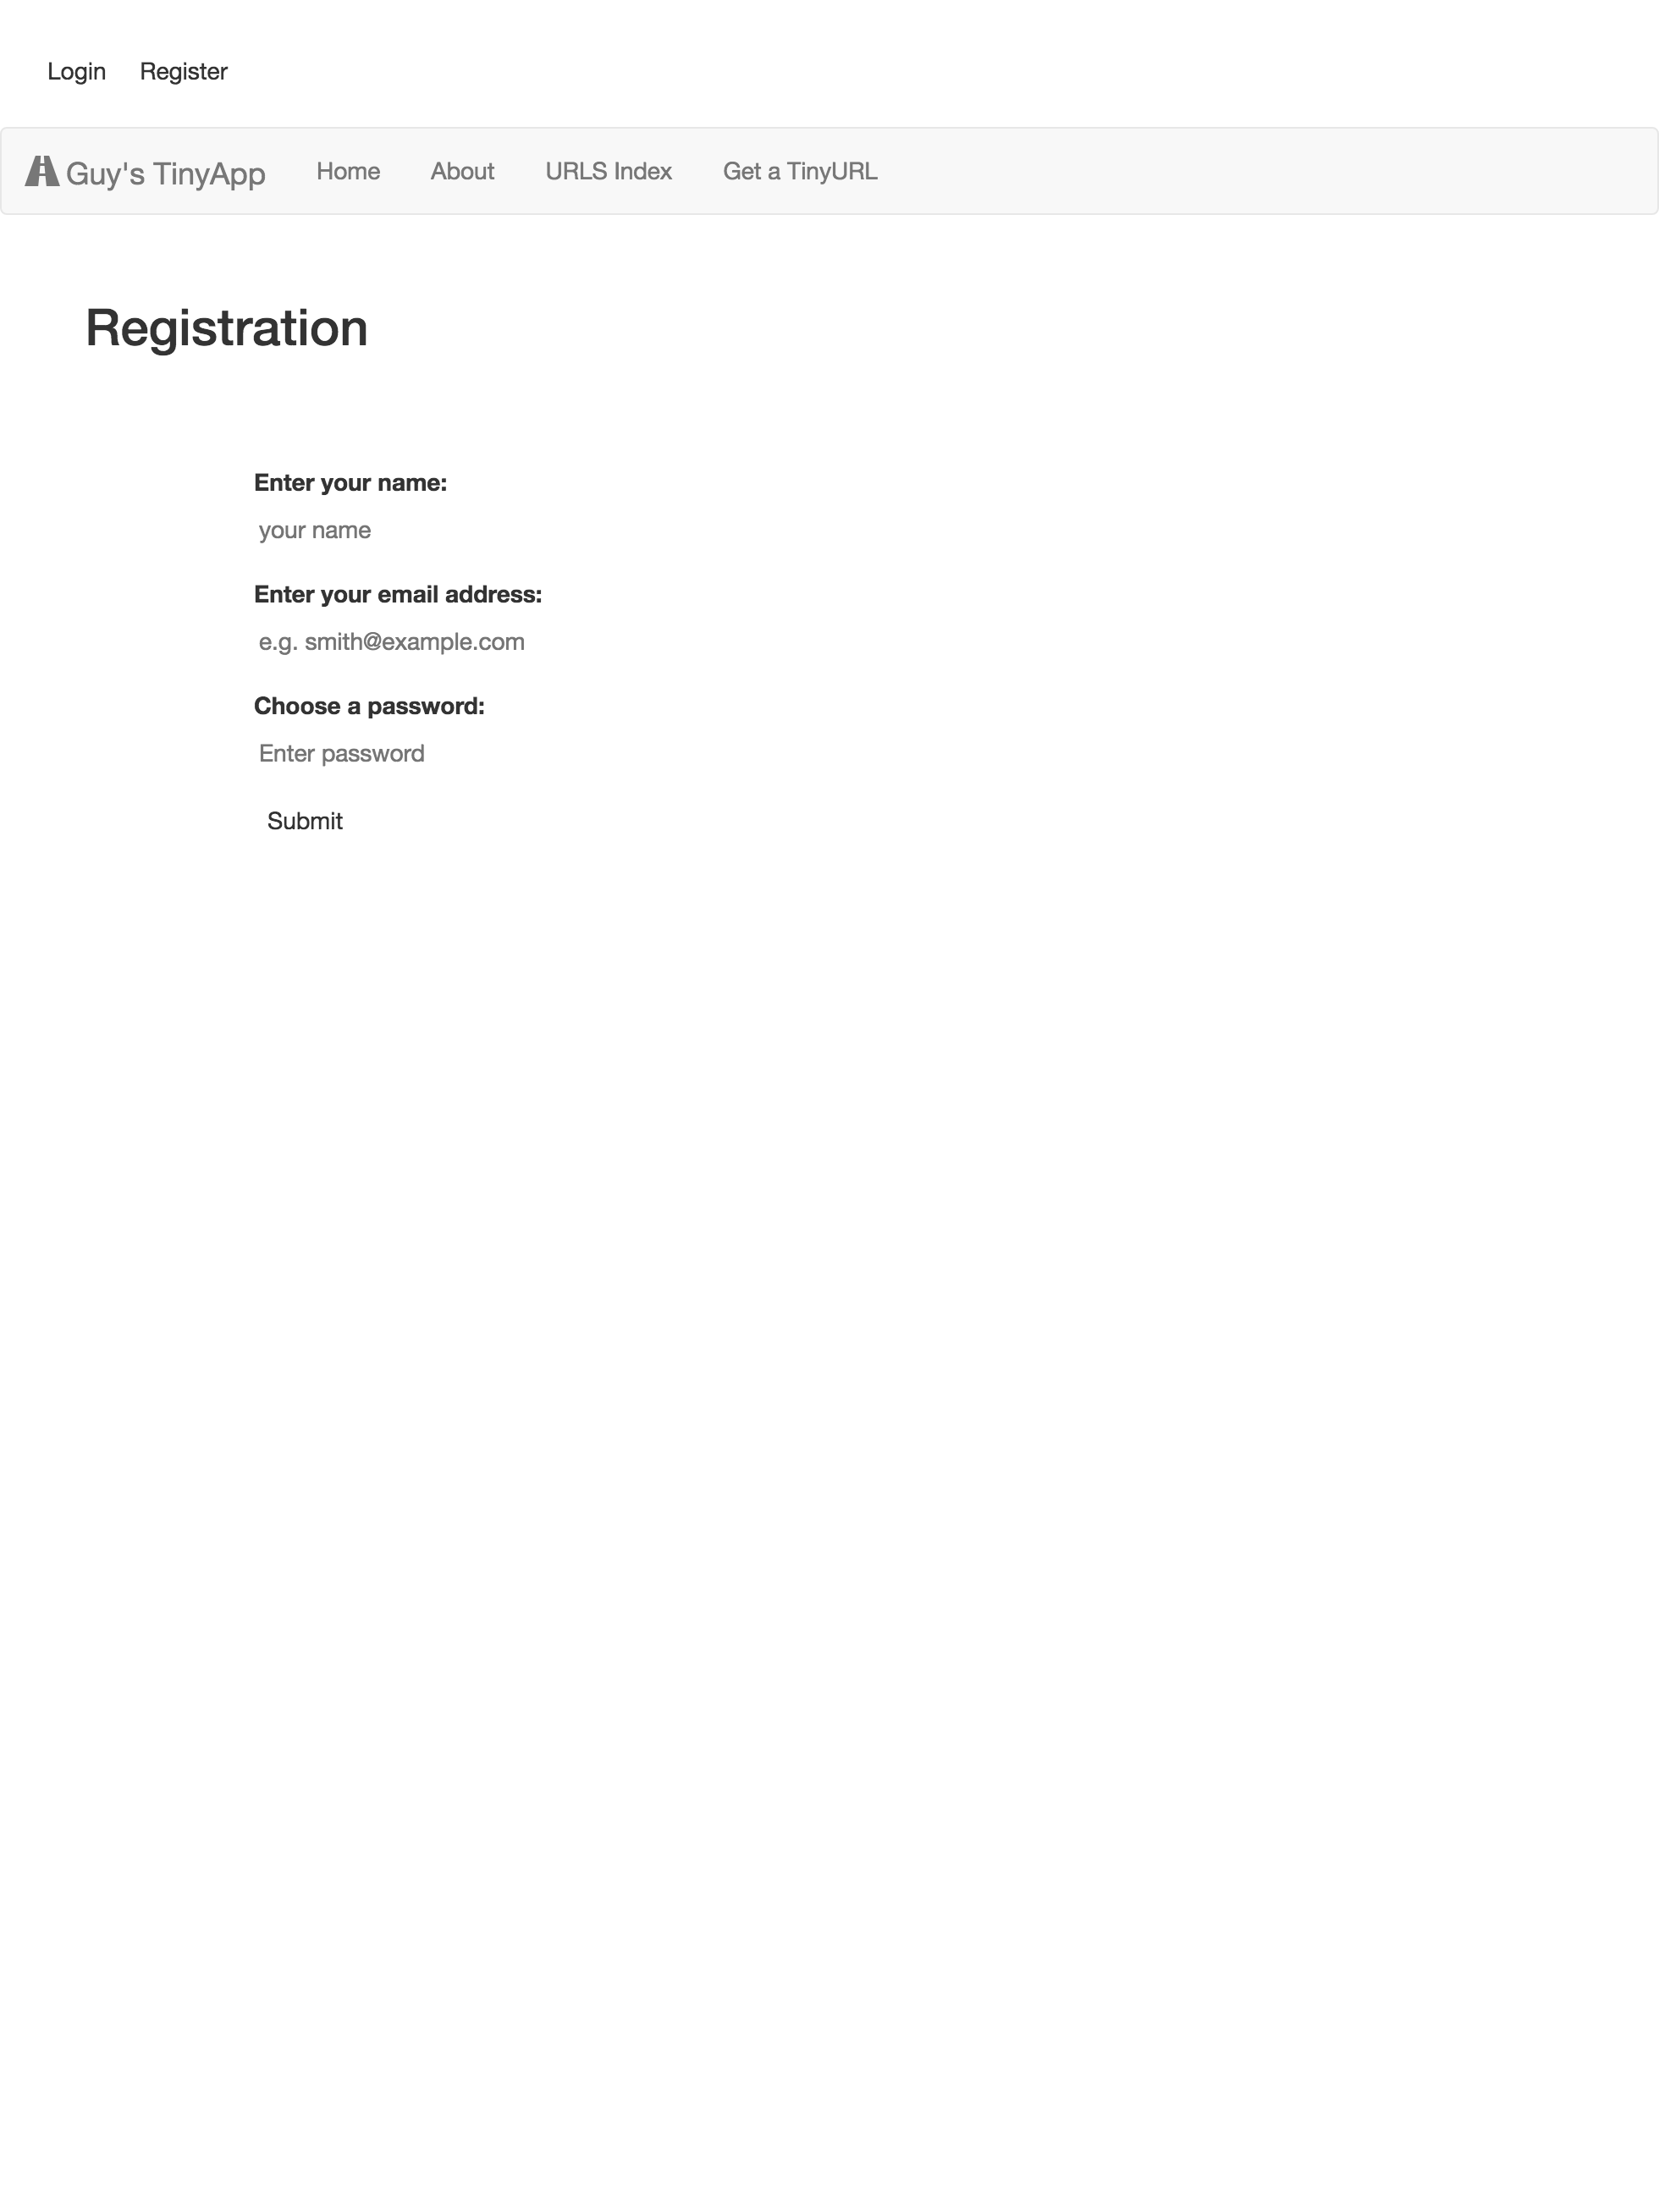 Login Register
Guy's TinyApp Home About URLS Index Get a TinyURL
Registration
Enter your name:
your name
Enter your email address:
e.g. smith@example.com
Choose a password:
Enter password
Submit